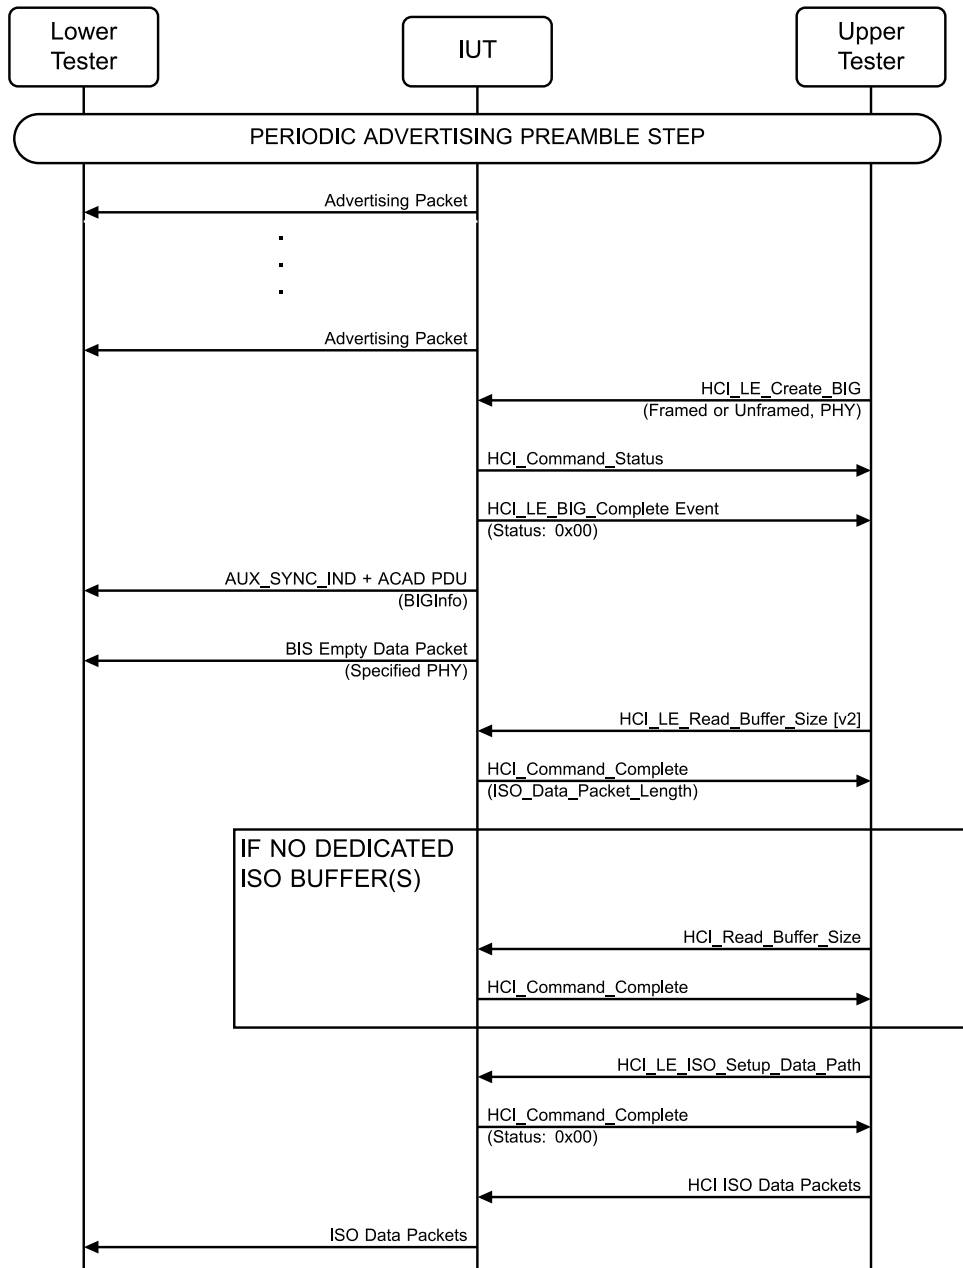 Lower
Tester
IUT
Upper
Tester
PERIODIC ADVERTISING PREAMBLE STEP
Advertising Packet
Advertising Packet
HCI_LE_Create_BIG
(Framed or Unframed, PHY)
HCI_Command_Status
HCI_LE_BIG_Complete Event
(Status: 0x00)
AUX_SYNC_IND + ACAD PDU
(BIGInfo)
BIS Empty Data Packet
(Specified PHY)
HCI_LE_Read_Buffer_Size [v2]
HCI_Command_Complete
(ISO_Data_Packet_Length)
IF NO DEDICATED
ISO BUFFER(S)
HCI_Read_Buffer_Size
HCI_Command_Complete
HCI_LE_ISO_Setup_Data_Path
HCI_Command_Complete
(Status: 0x00)
HCI ISO Data Packets
ISO Data Packets